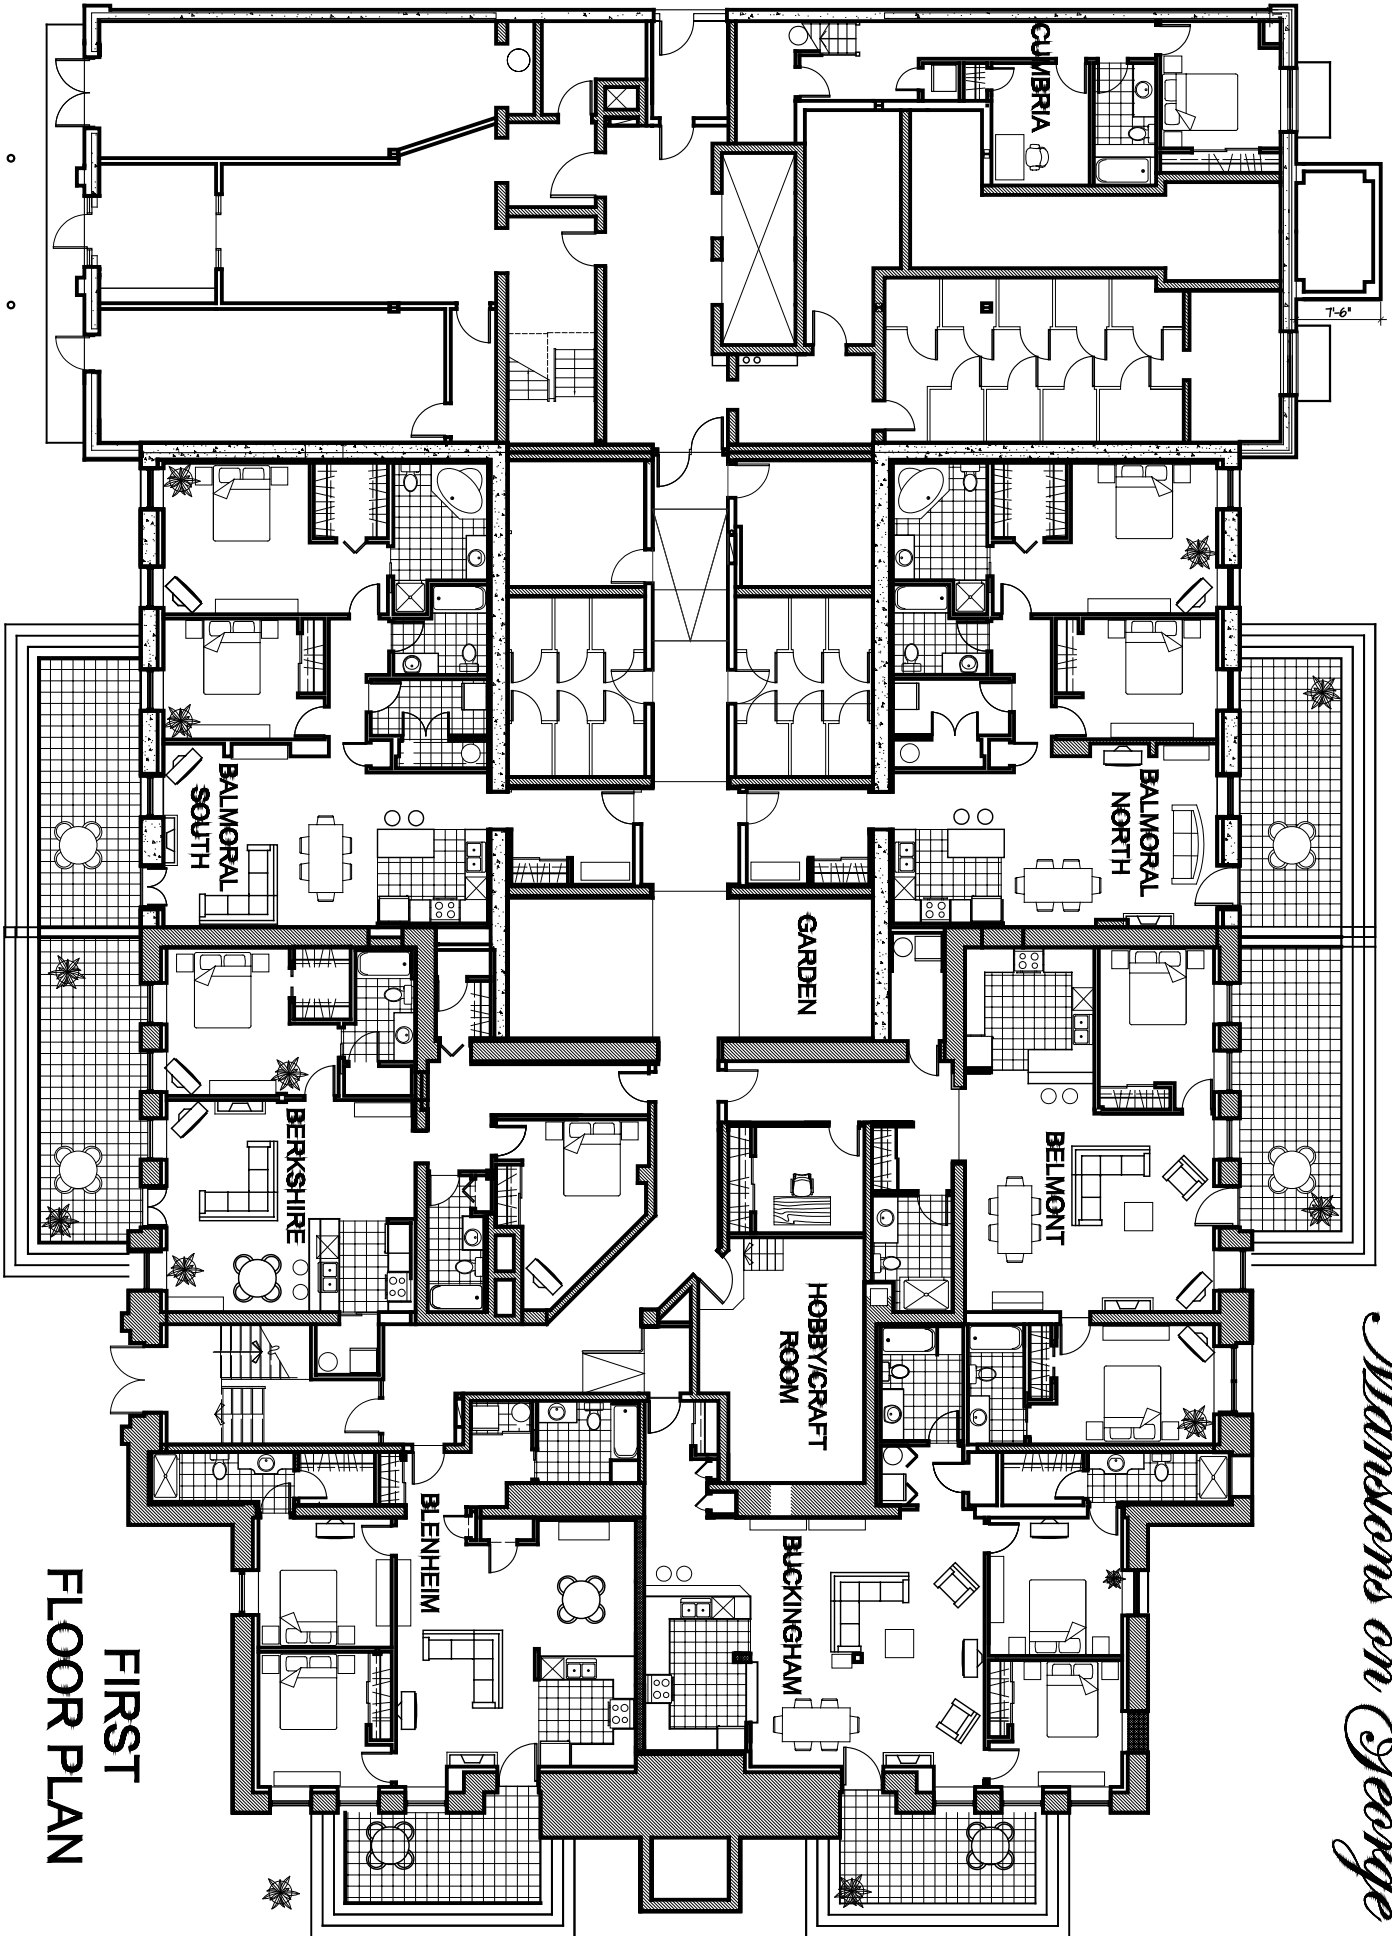 Mansions on George
CUMBRIA
7'-6"
BALMORAL
NORTH
BALMORAL
SOUTH
GARDEN
BELMONT
BERKSHIRE
HOBBY/CRAFT
ROOM
BUCKINGHAM
BLENHEIM
FIRST
FLOOR PLAN